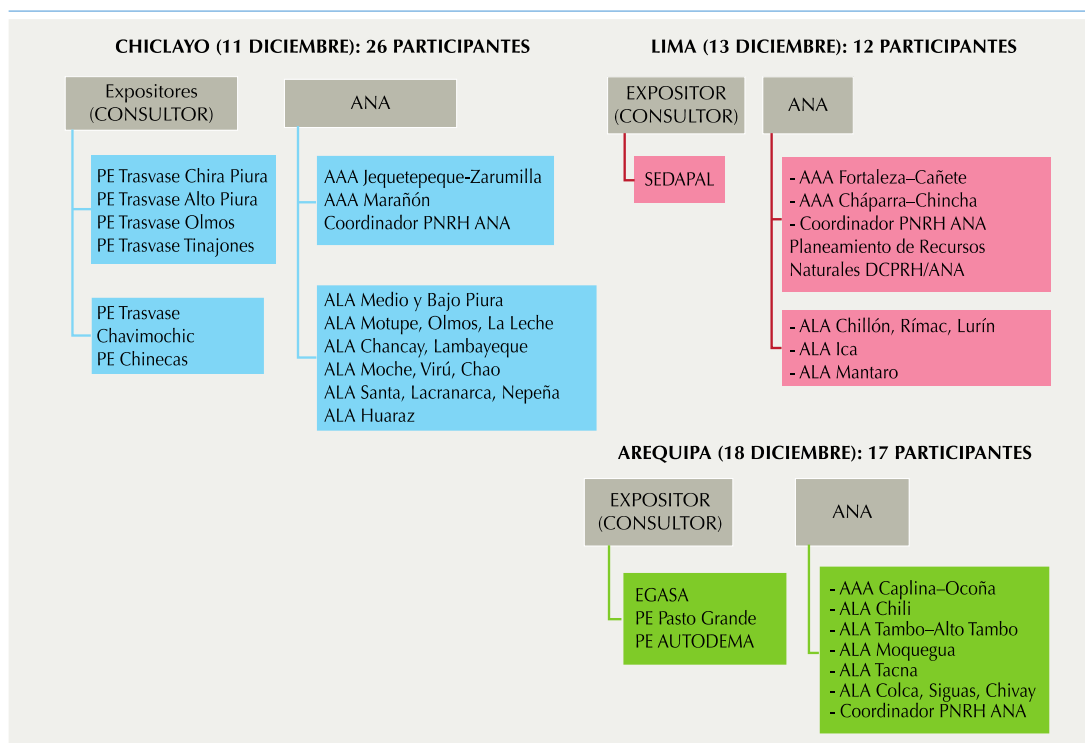 CHICLAYO (11 DICIEMBRE): 26 PARTICIPANTES
Expositores
(CONSULTOR)
ANA
PE Trasvase Chira Piura
PE Trasvase Alto Piura
PE Trasvase Olmos
PE Trasvase Tinajones
PE Trasvase
Chavimochic
PE Chinecas
AAA Jequetepeque-Zarumilla
AAA Marañón
Coordinador PNRH ANA
ALA Medio y Bajo Piura
ALA Motupe, Olmos, La Leche
ALA Chancay, Lambayeque
ALA Moche, Virú, Chao
ALA Santa, Lacranarca, Nepeña
ALA Huaraz
LIMA (13 DICIEMBRE): 12 PARTICIPANTES
EXPOSITOR
(CONSULTOR)
ANA
SEDAPAL
- AAA Fortaleza–Cañete
- AAA Cháparra–Chincha
- Coordinador PNRH ANA
Planeamiento de Recursos
Naturales DCPRH/ANA
- ALA Chillón, Rímac, Lurín
- ALA Ica
- ALA Mantaro
AREQUIPA (18 DICIEMBRE): 17 PARTICIPANTES
EXPOSITOR
(CONSULTOR)
ANA
EGASA
PE Pasto Grande
PE AUTODEMA
- AAA Caplina–Ocoña
- ALA Chili
- ALA Tambo–Alto Tambo
- ALA Moquegua
- ALA Tacna
- ALA Colca, Siguas, Chivay
- Coordinador PNRH ANA